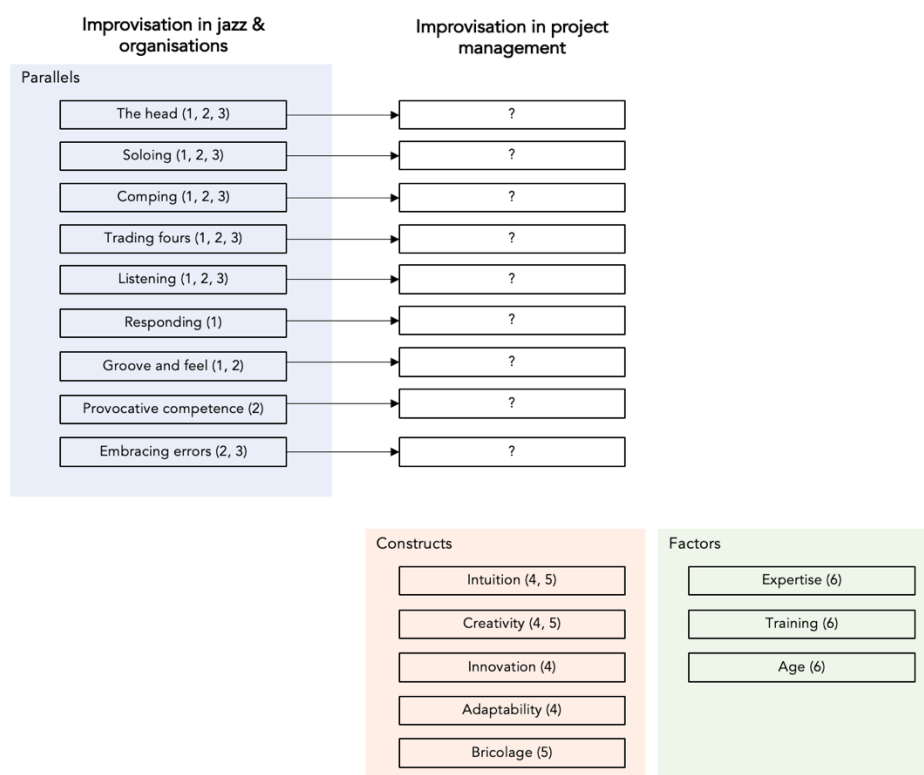 Improvisation in jazz &
organisations
Improvisation in project
management
Parallels
The head (1, 2, 3)
?
Soloing (1, 2, 3)
?
Comping (1, 2, 3)
?
Trading fours (1, 2, 3)
?
Listening (1, 2, 3)
?
Responding (1)
?
Groove and feel (1, 2)
?
Provocative competence (2)
?
Embracing errors (2, 3)
?
Constructs
Intuition (4, 5)
Creativity (4, 5)
Innovation (4)
Adaptability (4)
Bricolage (5)
Factors
Expertise (6)
Training (6)
Age (6)